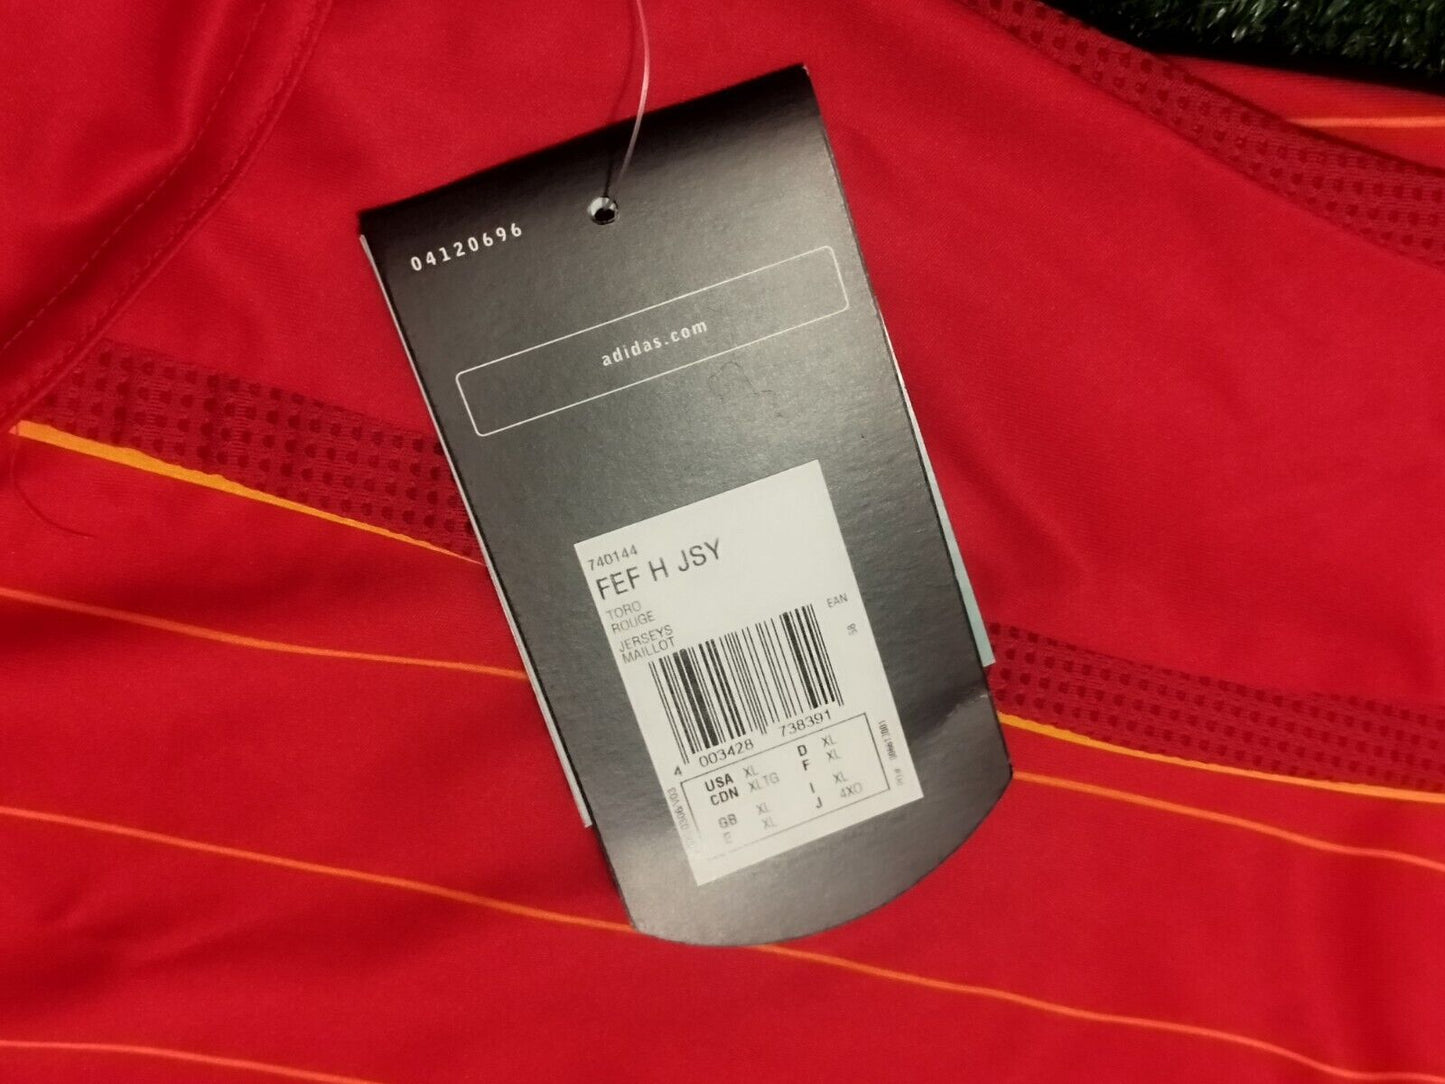 04120696
adidas.com
740144
FEF H JSY
TORO
ROUGE
JERSEYS
MAILLOT
EAN
4 003428 738391
USA XL D XL
CDN XLTG F XL
GB XL I XL
E XL J 4XO